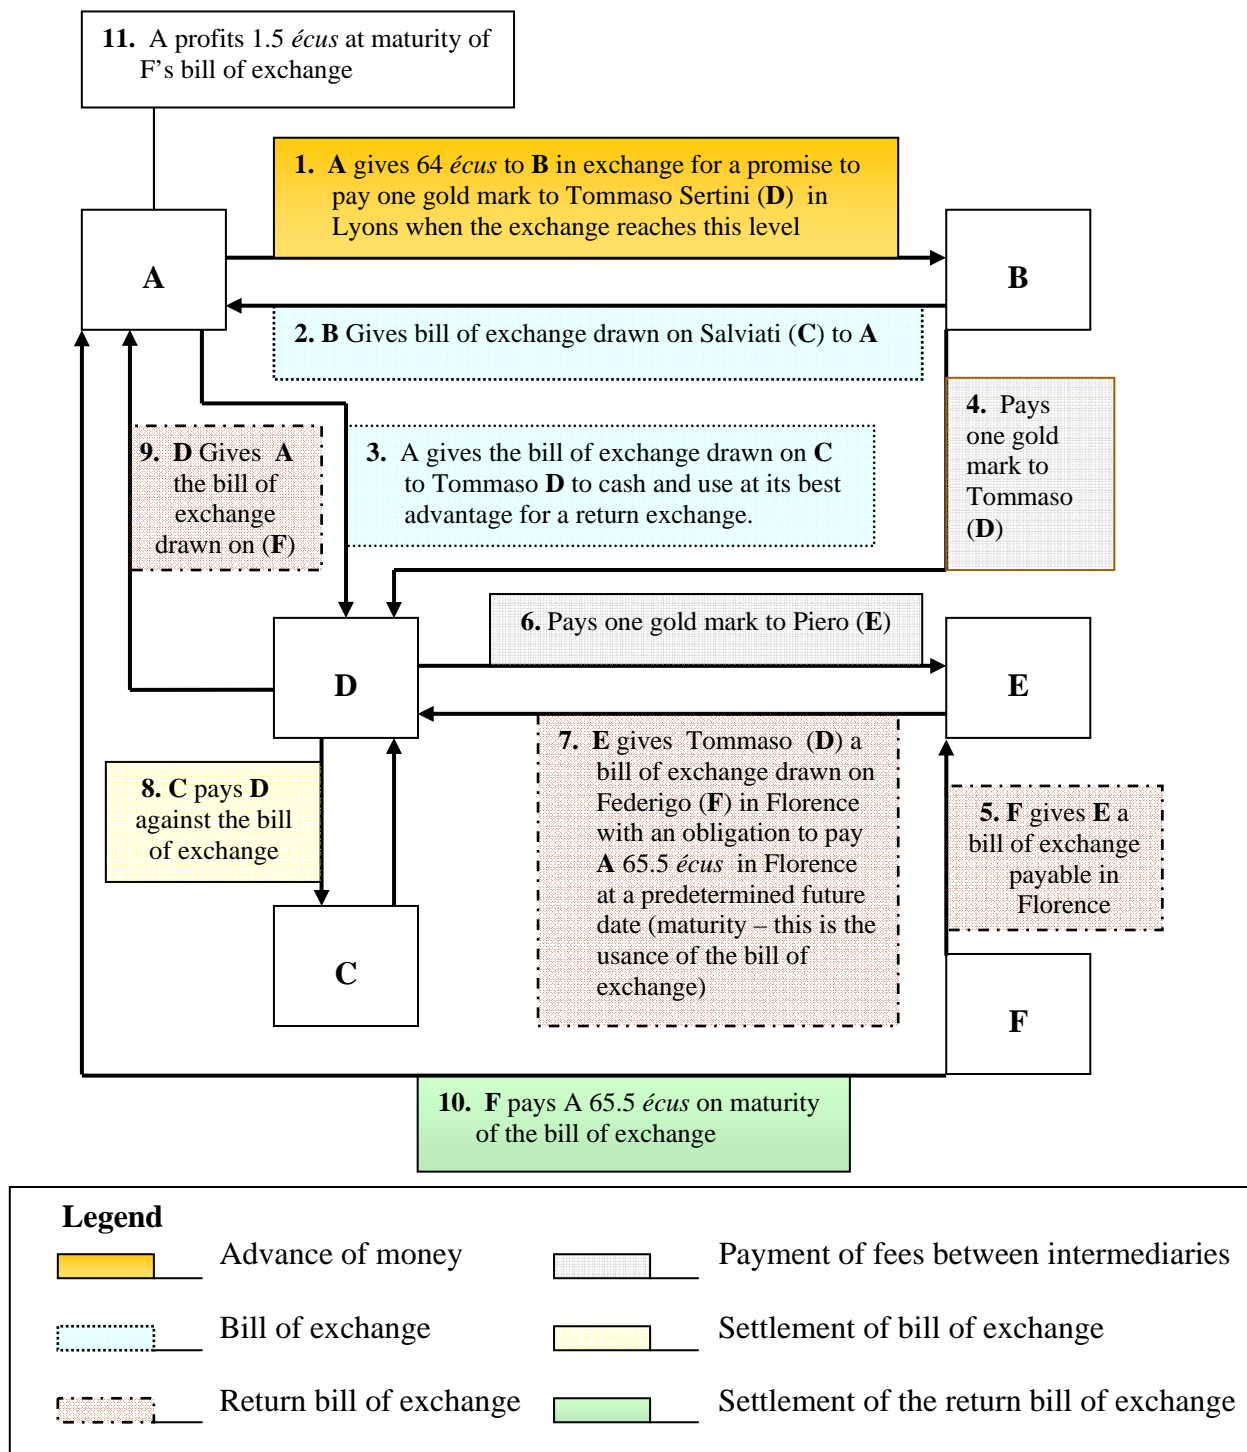 11. A profits 1.5 écus at maturity of
F’s bill of exchange
1. A gives 64 écus to B in exchange for a promise to
pay one gold mark to Tommaso Sertini (D) in
Lyons when the exchange reaches this level
A
B
2. B Gives bill of exchange drawn on Salviati (C) to A
4. Pays
one gold
mark to
Tommaso
(D)
9. D Gives A
the bill of
exchange
drawn on (F)
3. A gives the bill of exchange drawn on C
to Tommaso D to cash and use at its best
advantage for a return exchange.
6. Pays one gold mark to Piero (E)
D
E
7. E gives Tommaso (D) a
bill of exchange drawn on
Federigo (F) in Florence
with an obligation to pay
A 65.5 écus in Florence
at a predetermined future
date (maturity – this is the
usance of the bill of
exchange)
8. C pays D
against the bill
of exchange
5. F gives E a
bill of exchange
payable in
Florence
C
F
10. F pays A 65.5 écus on maturity
of the bill of exchange
Legend
Advance of money
Payment of fees between intermediaries
Bill of exchange
Settlement of bill of exchange
Return bill of exchange
Settlement of the return bill of exchange